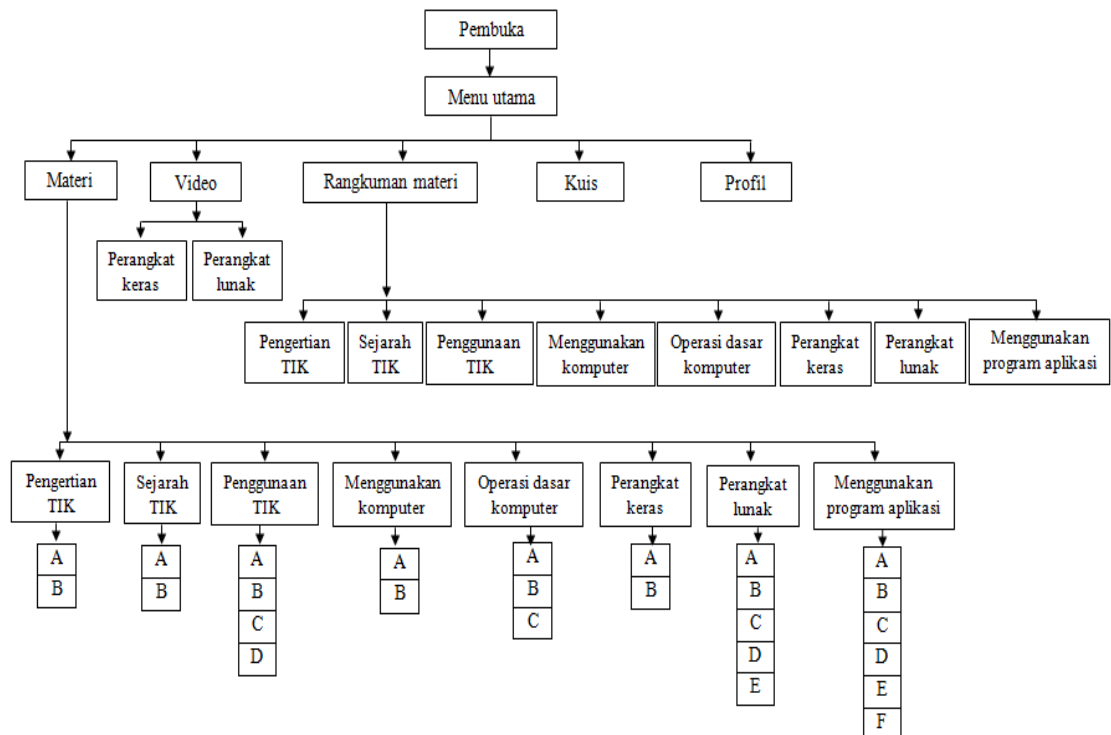 Pembuka
Menu utama
Materi
Video
Rangkuman materi
Kuis
Profil
Perangkat
keras
Perangkat
lunak
Pengertian
TIK
Sejarah
TIK
Penggunaan
TIK
Menggunakan
komputer
Operasi dasar
komputer
Perangkat
keras
Perangkat
lunak
Menggunakan
program aplikasi
Pengertian
TIK
Sejarah
TIK
Penggunaan
TIK
Menggunakan
komputer
Operasi dasar
komputer
Perangkat
keras
Perangkat
lunak
Menggunakan
program aplikasi
A
B
A
B
A
B
C
D
A
B
A
B
C
A
B
A
B
C
D
E
A
B
C
D
E
F